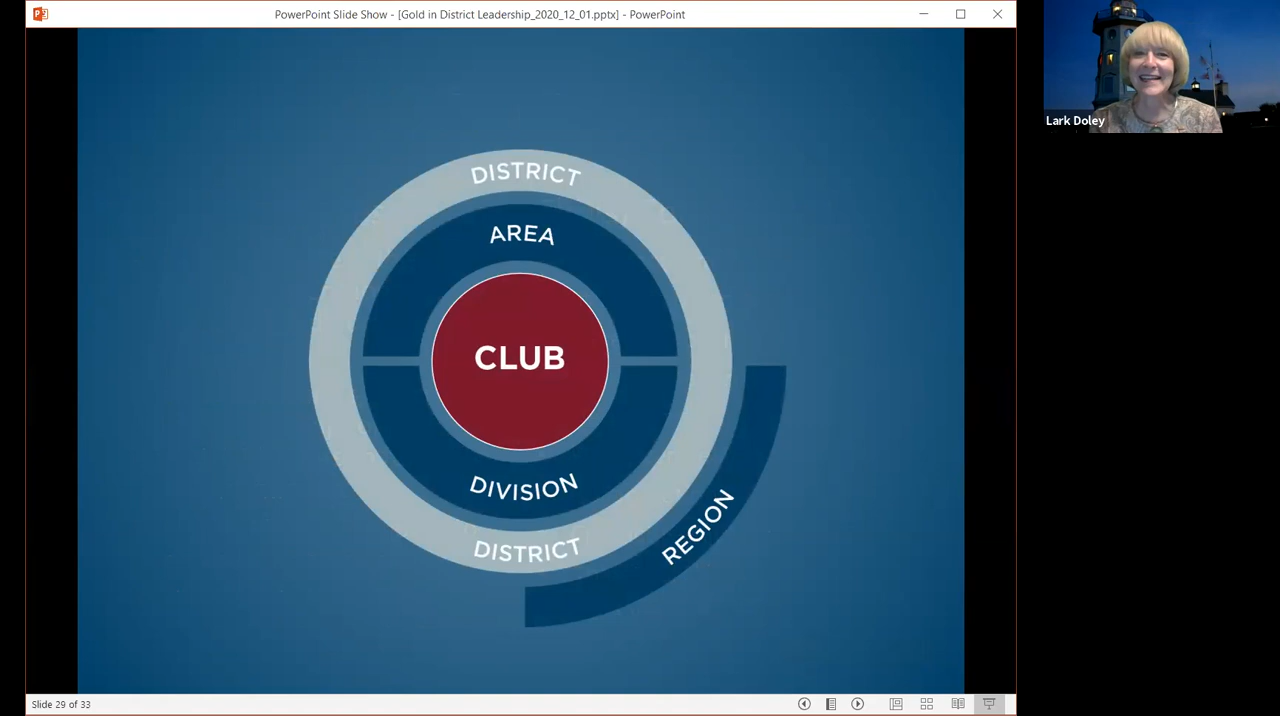 PowerPoint Slide Show - [Gold in District Leadership_2020_12_01.pptx] - PowerPoint
Lark Doley
DISTRICT
AREA
CLUB
DIVISION
REGION
DISTRICT
Slide 29 of 33